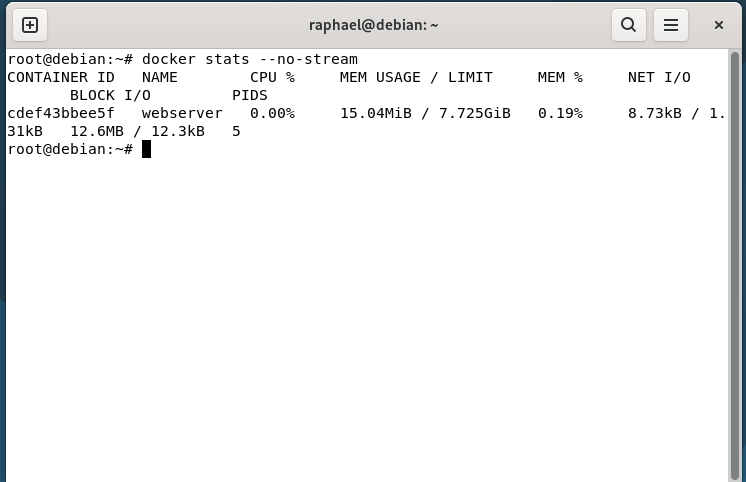 raphael@debian: ~
root@debian:~# docker stats --no-stream
CONTAINER ID   NAME        CPU %     MEM USAGE / LIMIT     MEM %     NET I/O
       BLOCK I/O         PIDS
cdef43bbee5f   webserver   0.00%     15.04MiB / 7.725GiB   0.19%     8.73kB / 1.
31kB   12.6MB / 12.3kB   5
root@debian:~#